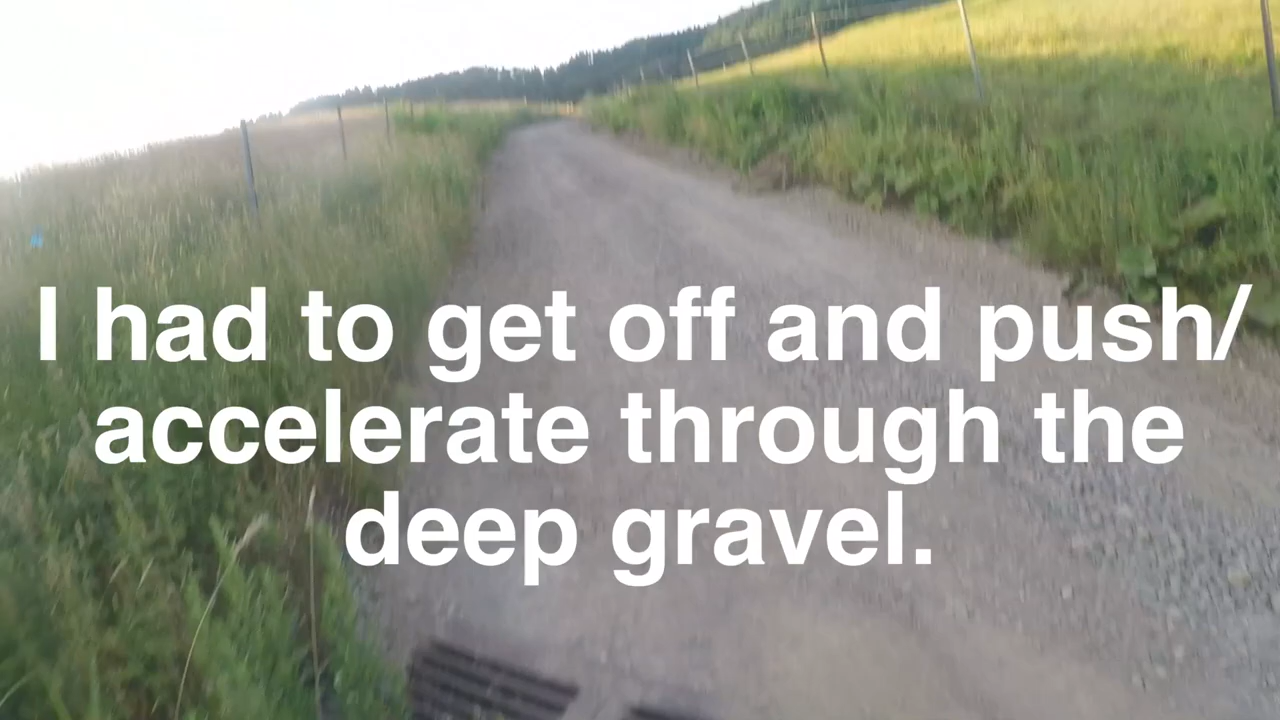 I had to get off and push/
accelerate through the
deep gravel.